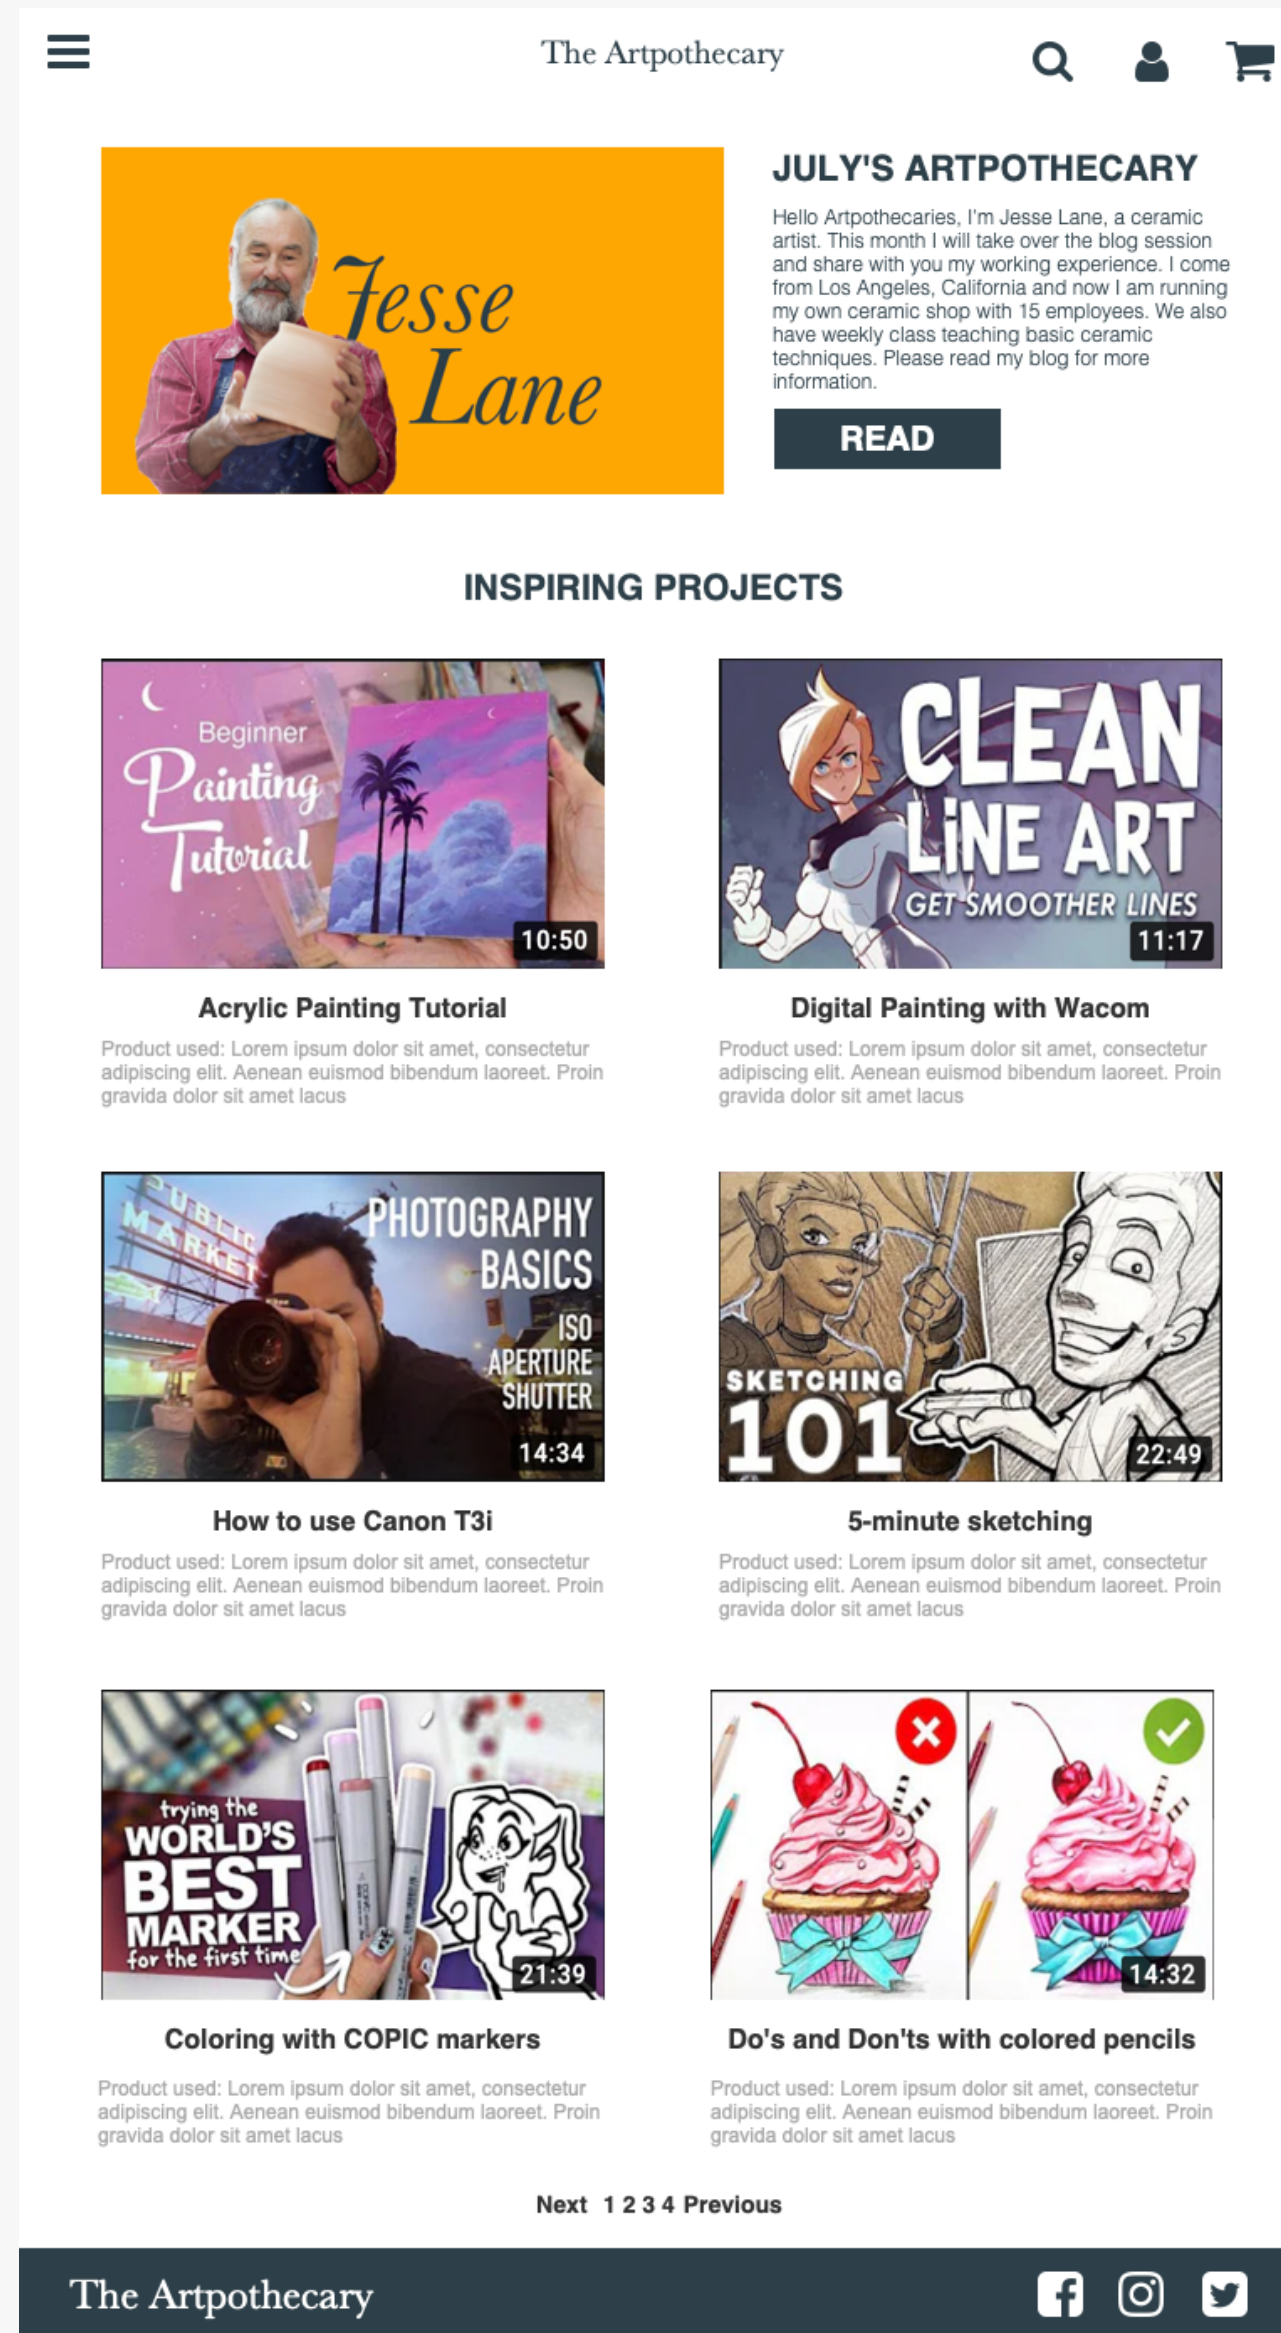 The Artpothecary
Jesse
Lane
JULY'S ARTPOTHECARY
Hello Artpothecaries, I'm Jesse Lane, a ceramic
artist. This month I will take over the blog session
and share with you my working experience. I come
from Los Angeles, California and now I am running
my own ceramic shop with 15 employees. We also
have weekly class teaching basic ceramic
techniques. Please read my blog for more
information.
READ
INSPIRING PROJECTS
Beginner
Painting
Tutorial
10:50
CLEAN
LINE ART
GET SMOOTHER LINES
11:17
Acrylic Painting Tutorial
Product used: Lorem ipsum dolor sit amet, consectetur
adipiscing elit. Aenean euismod bibendum laoreet. Proin
gravida dolor sit amet lacus
Digital Painting with Wacom
Product used: Lorem ipsum dolor sit amet, consectetur
adipiscing elit. Aenean euismod bibendum laoreet. Proin
gravida dolor sit amet lacus
PUBLIC
MARKET
PHOTOGRAPHY
BASICS
ISO
APERTURE
SHUTTER
14:34
SKETCHING
101
22:49
How to use Canon T3i
Product used: Lorem ipsum dolor sit amet, consectetur
adipiscing elit. Aenean euismod bibendum laoreet. Proin
gravida dolor sit amet lacus
5-minute sketching
Product used: Lorem ipsum dolor sit amet, consectetur
adipiscing elit. Aenean euismod bibendum laoreet. Proin
gravida dolor sit amet lacus
trying the
WORLD'S
BEST
MARKER
for the first time
21:39
14:32
Coloring with COPIC markers
Product used: Lorem ipsum dolor sit amet, consectetur
adipiscing elit. Aenean euismod bibendum laoreet. Proin
gravida dolor sit amet lacus
Do's and Don'ts with colored pencils
Product used: Lorem ipsum dolor sit amet, consectetur
adipiscing elit. Aenean euismod bibendum laoreet. Proin
gravida dolor sit amet lacus
Next 1 2 3 4 Previous
The Artpothecary